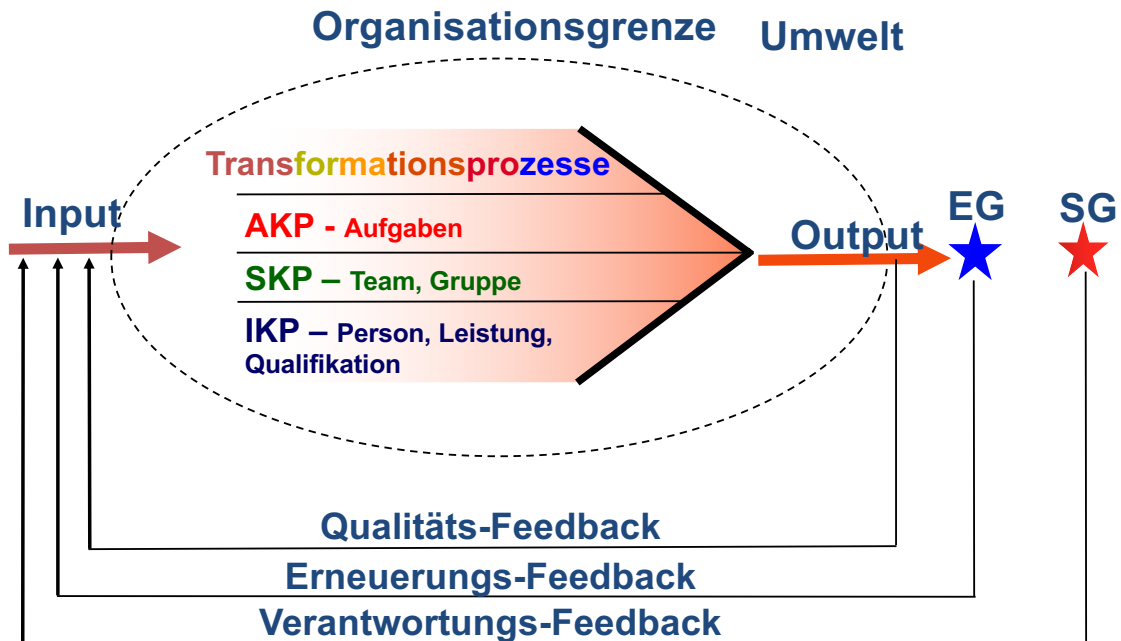 Organisationsgrenze
Umwelt
Transformationsprozesse
Input
AKP - Aufgaben
EG
SG
Output
SKP – Team, Gruppe
IKP – Person, Leistung,
Qualifikation
Qualitäts-Feedback
Erneuerungs-Feedback
Verantwortungs-Feedback